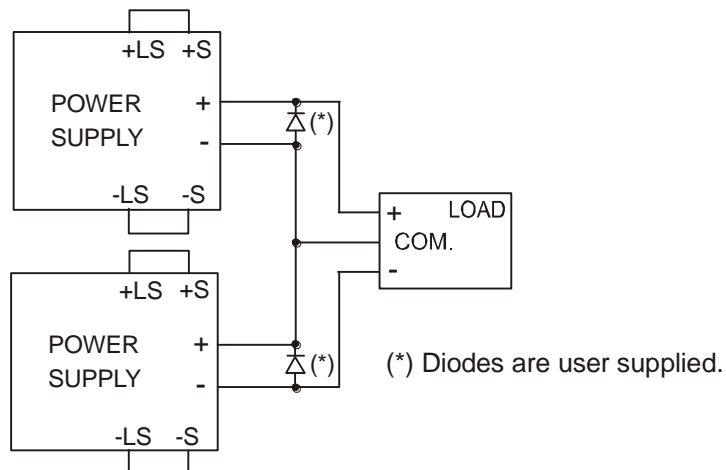 +LS +S
POWER +
SUPPLY -
-LS -S
(*)
+ LOAD
COM.
-
+LS +S
POWER +
SUPPLY -
-LS -S
(*)
(*) Diodes are user supplied.